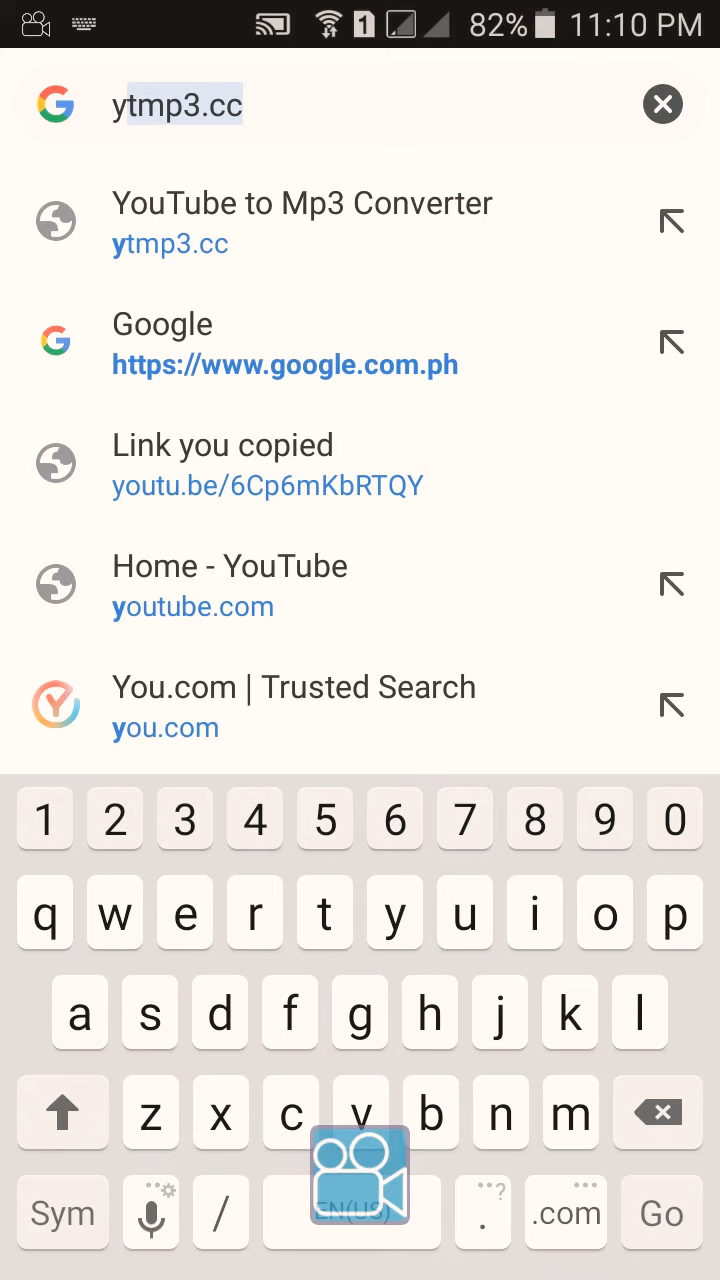 1
82%
11:10 PM
ytmp3.cc
YouTube to Mp3 Converter
ytmp3.cc
Google
https://www.google.com.ph
Link you copied
youtu.be/6Cp6mKbRTQY
Home - YouTube
youtube.com
You.com | Trusted Search
you.com
1 2 3 4 5 6 7 8 9 0
q w e r t y u i o p
a s d f g h j k l
z x c v b n m
Sym / EN(US) . ? .com Go